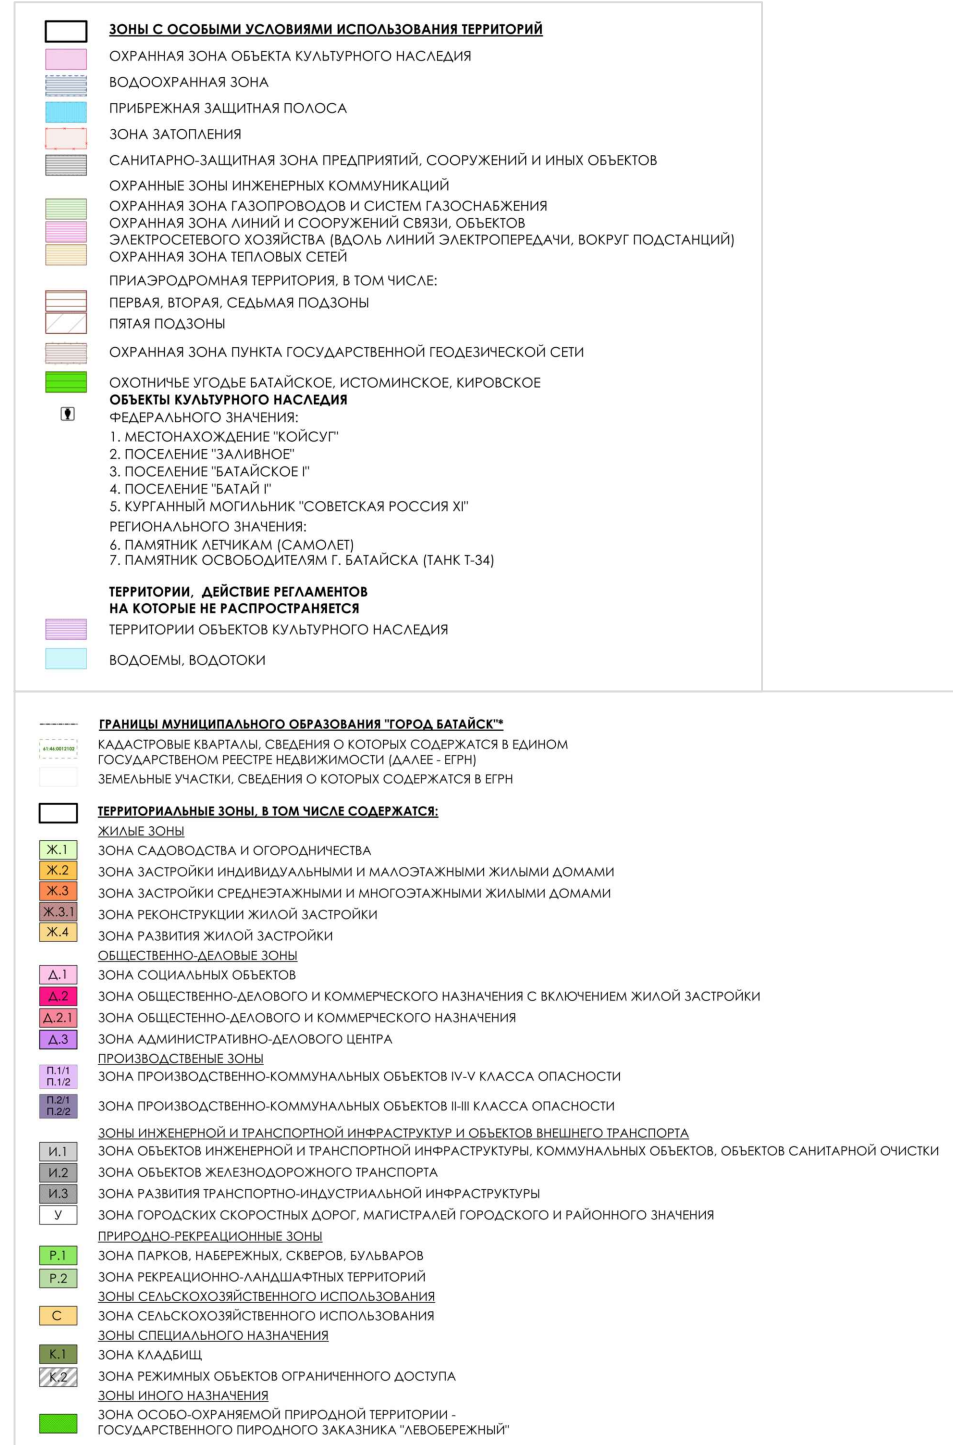 ЗОНЫ С ОСОБЫМИ УСЛОВИЯМИ ИСПОЛЬЗОВАНИЯ ТЕРРИТОРИЙ
ОХРАННАЯ ЗОНА ОБЪЕКТА КУЛЬТУРНОГО НАСЛЕДИЯ
ВОДООХРАННАЯ ЗОНА
ПРИБРЕЖНАЯ ЗАЩИТНАЯ ПОЛОСА
ЗОНА ЗАТОПЛЕНИЯ
САНИТАРНО-ЗАЩИТНАЯ ЗОНА ПРЕДПРИЯТИЙ, СООРУЖЕНИЙ И ИНЫХ ОБЪЕКТОВ
ОХРАННЫЕ ЗОНЫ ИНЖЕНЕРНЫХ КОММУНИКАЦИЙ
ОХРАННАЯ ЗОНА ГАЗОПРОВОДОВ И СИСТЕМ ГАЗОСНАБЖЕНИЯ
ОХРАННАЯ ЗОНА ЛИНИЙ И СООРУЖЕНИЙ СВЯЗИ, ОБЪЕКТОВ
ЭЛЕКТРОСЕТЕВОГО ХОЗЯЙСТВА (ВДОЛЬ ЛИНИЙ ЭЛЕКТРОПЕРЕДАЧИ, ВОКРУГ ПОДСТАНЦИЙ)
ОХРАННАЯ ЗОНА ТЕПЛОВЫХ СЕТЕЙ
ПРИАЭРОДРОМНАЯ ТЕРРИТОРИЯ, В ТОМ ЧИСЛЕ:
ПЕРВАЯ, ВТОРАЯ, СЕДЬМАЯ ПОДЗОНЫ
ПЯТАЯ ПОДЗОНЫ
ОХРАННАЯ ЗОНА ПУНКТА ГОСУДАРСТВЕННОЙ ГЕОДЕЗИЧЕСКОЙ СЕТИ
ОХОТНИЧЬЕ УГОДЬЕ БАТАЙСКОЕ, ИСТОМИНСКОЕ, КИРОВСКОЕ
ОБЪЕКТЫ КУЛЬТУРНОГО НАСЛЕДИЯ
ФЕДЕРАЛЬНОГО ЗНАЧЕНИЯ:
1. МЕСТОНАХОЖДЕНИЕ "КОЙСУГ"
2. ПОСЕЛЕНИЕ "ЗАЛИВНОЕ"
3. ПОСЕЛЕНИЕ "БАТАЙСКОЕ I"
4. ПОСЕЛЕНИЕ "БАТАЙ I"
5. КУРГАННЫЙ МОГИЛЬНИК "СОВЕТСКАЯ РОССИЯ XI"
РЕГИОНАЛЬНОГО ЗНАЧЕНИЯ:
6. ПАМЯТНИК ЛЕТЧИКАМ (САМОЛЕТ)
7. ПАМЯТНИК ОСВОБОДИТЕЛЯМ Г. БАТАЙСКА (ТАНК Т-34)
ТЕРРИТОРИИ, ДЕЙСТВИЕ РЕГЛАМЕНТОВ
НА КОТОРЫЕ НЕ РАСПРОСТРАНЯЕТСЯ
ТЕРРИТОРИИ ОБЪЕКТОВ КУЛЬТУРНОГО НАСЛЕДИЯ
ВОДОЕМЫ, ВОДОТОКИ
ГРАНИЦЫ МУНИЦИПАЛЬНОГО ОБРАЗОВАНИЯ "ГОРОД БАТАЙСК"*
61:46:0012102 КАДАСТРОВЫЕ КВАРТАЛЫ, СВЕДЕНИЯ О КОТОРЫХ СОДЕРЖАТСЯ В ЕДИНОМ
ГОСУДАРСТВЕНОМ РЕЕСТРЕ НЕДВИЖИМОСТИ (ДАЛЕЕ - ЕГРН)
ЗЕМЕЛЬНЫЕ УЧАСТКИ, СВЕДЕНИЯ О КОТОРЫХ СОДЕРЖАТСЯ В ЕГРН
ТЕРРИТОРИАЛЬНЫЕ ЗОНЫ, В ТОМ ЧИСЛЕ СОДЕРЖАТСЯ:
ЖИЛЫЕ ЗОНЫ
Ж.1 ЗОНА САДОВОДСТВА И ОГОРОДНИЧЕСТВА
Ж.2 ЗОНА ЗАСТРОЙКИ ИНДИВИДУАЛЬНЫМИ И МАЛОЭТАЖНЫМИ ЖИЛЫМИ ДОМАМИ
Ж.3 ЗОНА ЗАСТРОЙКИ СРЕДНЕЭТАЖНЫМИ И МНОГОЭТАЖНЫМИ ЖИЛЫМИ ДОМАМИ
Ж.3.1 ЗОНА РЕКОНСТРУКЦИИ ЖИЛОЙ ЗАСТРОЙКИ
Ж.4 ЗОНА РАЗВИТИЯ ЖИЛОЙ ЗАСТРОЙКИ
ОБЩЕСТВЕННО-ДЕЛОВЫЕ ЗОНЫ
Д.1 ЗОНА СОЦИАЛЬНЫХ ОБЪЕКТОВ
Д.2 ЗОНА ОБЩЕСТВЕННО-ДЕЛОВОГО И КОММЕРЧЕСКОГО НАЗНАЧЕНИЯ С ВКЛЮЧЕНИЕМ ЖИЛОЙ ЗАСТРОЙКИ
Д.2.1 ЗОНА ОБЩЕСТЕННО-ДЕЛОВОГО И КОММЕРЧЕСКОГО НАЗНАЧЕНИЯ
Д.3 ЗОНА АДМИНИСТРАТИВНО-ДЕЛОВОГО ЦЕНТРА
ПРОИЗВОДСТВЕНЫЕ ЗОНЫ
П.1/1
П.1/2 ЗОНА ПРОИЗВОДСТВЕННО-КОММУНАЛЬНЫХ ОБЪЕКТОВ IV-V КЛАССА ОПАСНОСТИ
П.2/1
П.2/2 ЗОНА ПРОИЗВОДСТВЕННО-КОММУНАЛЬНЫХ ОБЪЕКТОВ II-III КЛАССА ОПАСНОСТИ
ЗОНЫ ИНЖЕНЕРНОЙ И ТРАНСПОРТНОЙ ИНФРАСТРУКТУР И ОБЪЕКТОВ ВНЕШНЕГО ТРАНСПОРТА
И.1 ЗОНА ОБЪЕКТОВ ИНЖЕНЕРНОЙ И ТРАНСПОРТНОЙ ИНФРАСТРУКТУРЫ, КОММУНАЛЬНЫХ ОБЪЕКТОВ, ОБЪЕКТОВ САНИТАРНОЙ ОЧИСТКИ
И.2 ЗОНА ОБЪЕКТОВ ЖЕЛЕЗНОДОРОЖНОГО ТРАНСПОРТА
И.3 ЗОНА РАЗВИТИЯ ТРАНСПОРТНО-ИНДУСТРИАЛЬНОЙ ИНФРАСТРУКТУРЫ
У ЗОНА ГОРОДСКИХ СКОРОСТНЫХ ДОРОГ, МАГИСТРАЛЕЙ ГОРОДСКОГО И РАЙОННОГО ЗНАЧЕНИЯ
ПРИРОДНО-РЕКРЕАЦИОННЫЕ ЗОНЫ
Р.1 ЗОНА ПАРКОВ, НАБЕРЕЖНЫХ, СКВЕРОВ, БУЛЬВАРОВ
Р.2 ЗОНА РЕКРЕАЦИОННО-ЛАНДШАФТНЫХ ТЕРРИТОРИЙ
ЗОНЫ СЕЛЬСКОХОЗЯЙСТВЕННОГО ИСПОЛЬЗОВАНИЯ
С ЗОНА СЕЛЬСКОХОЗЯЙСТВЕННОГО ИСПОЛЬЗОВАНИЯ
ЗОНЫ СПЕЦИАЛЬНОГО НАЗНАЧЕНИЯ
К.1 ЗОНА КЛАДБИЩ
К.2 ЗОНА РЕЖИМНЫХ ОБЪЕКТОВ ОГРАНИЧЕННОГО ДОСТУПА
ЗОНЫ ИНОГО НАЗНАЧЕНИЯ
ЗОНА ОСОБО-ОХРАНЯЕМОЙ ПРИРОДНОЙ ТЕРРИТОРИИ -
ГОСУДАРСТВЕННОГО ПИРОДНОГО ЗАКАЗНИКА "ЛЕВОБЕРЕЖНЫЙ"